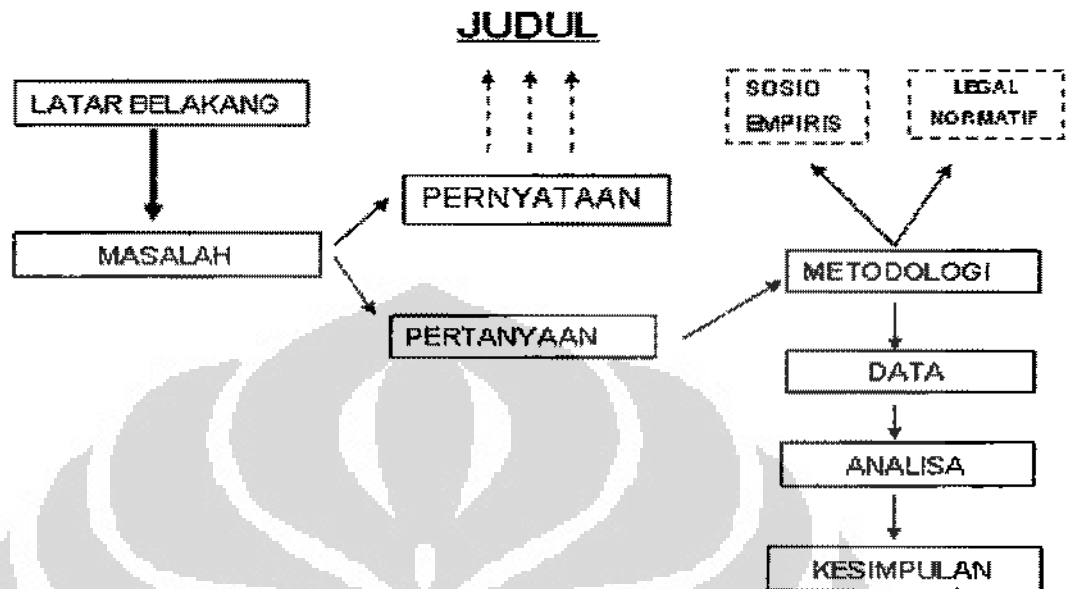 JUDUL
LATAR BELAKANG
SOSIO
EMPIRIS
LEGAL
NORMATIF
PERNYATAAN
MASALAH
METODOLOGI
PERTANYAAN
DATA
ANALISA
KESIMPULAN